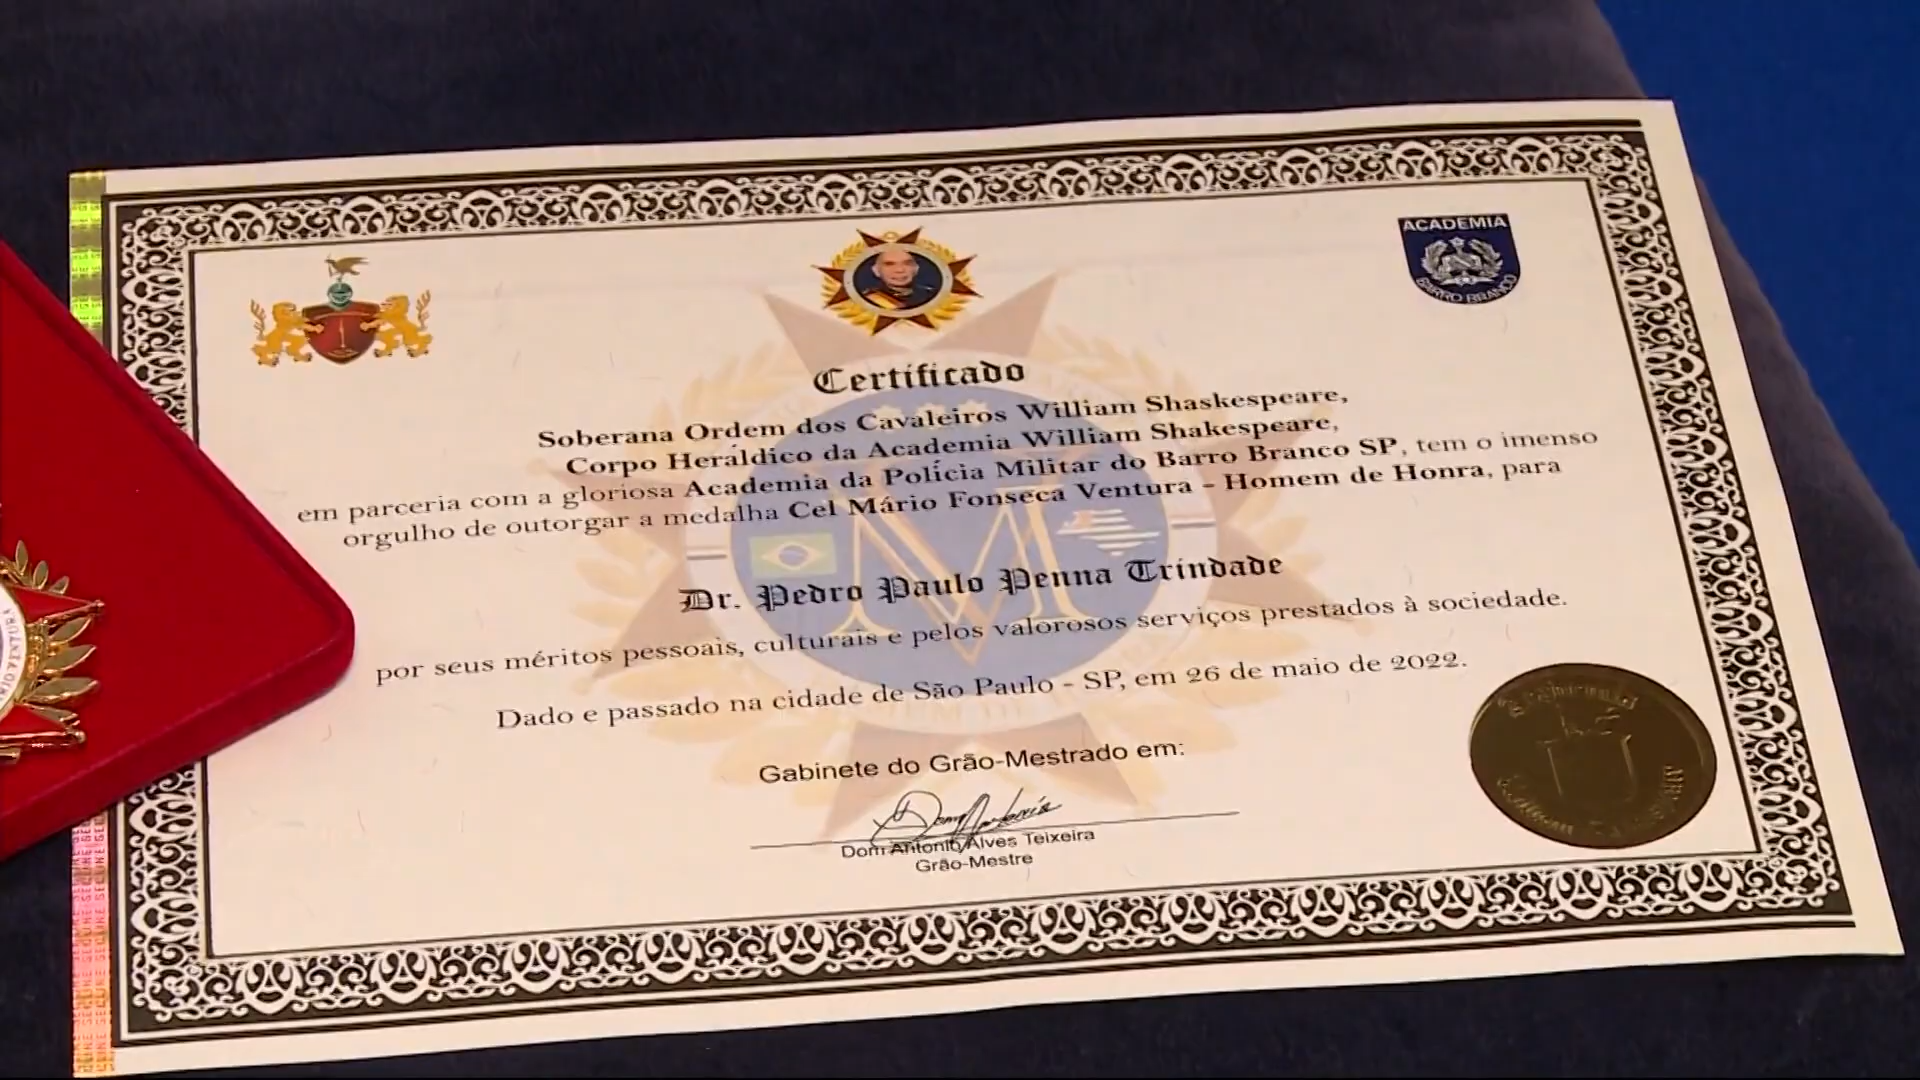 ACADEMIA
BARRO BRANCO
Certificado
Soberana Ordem dos Cavaleiros William Shaskespeare,
Corpo Heráldico da Academia William Shakespeare,
em parceria com a gloriosa Academia da Polícia Militar do Barro Branco SP, tem o imenso
orgulho de outorgar a medalha Cel Mário Fonseca Ventura - Homem de Honra, para
Dr. Pedro Paulo Penna Trindade
por seus méritos pessoais, culturais e pelos valorosos serviços prestados à sociedade.
Dado e passado na cidade de São Paulo - SP, em 26 de maio de 2022.
Gabinete do Grão-Mestrado em:
Dom Antonio Alves Teixeira
Grão-Mestre